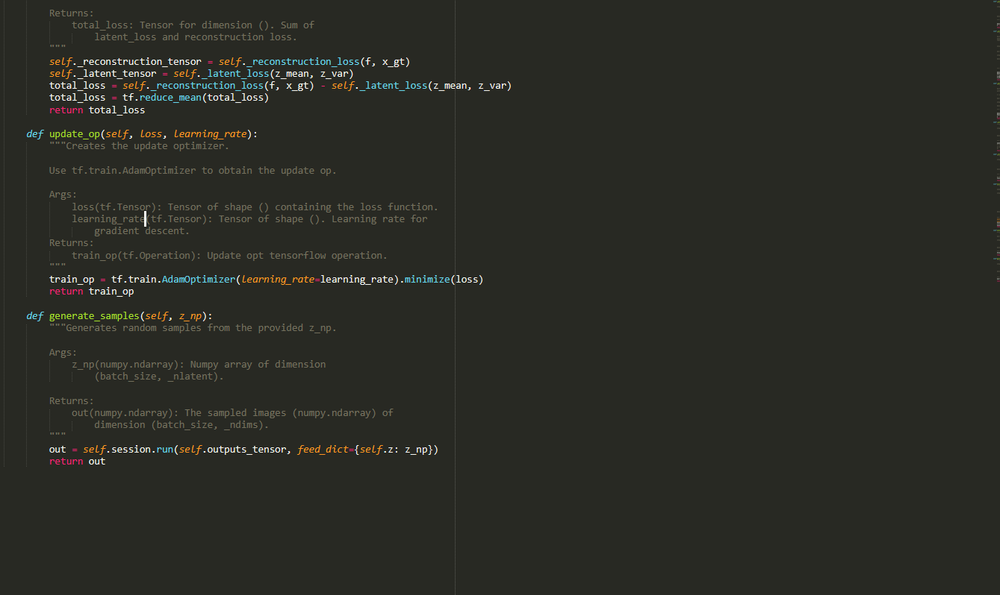 Returns:
total_loss: Tensor for dimension (). Sum of
latent_loss and reconstruction loss.
"""
self._reconstruction_tensor = self._reconstruction_loss(f, x_gt)
self._latent_tensor = self._latent_loss(z_mean, z_var)
total_loss = self._reconstruction_loss(f, x_gt) - self._latent_loss(z_mean, z_var)
total_loss = tf.reduce_mean(total_loss)
return total_loss
def update_op(self, loss, learning_rate):
"""Creates the update optimizer.
Use tf.train.AdamOptimizer to obtain the update op.
Args:
loss(tf.Tensor): Tensor of shape () containing the loss function.
learning_rate(tf.Tensor): Tensor of shape (). Learning rate for
gradient descent.
Returns:
train_op(tf.Operation): Update opt tensorflow operation.
"""
train_op = tf.train.AdamOptimizer(learning_rate=learning_rate).minimize(loss)
return train_op
def generate_samples(self, z_np):
"""Generates random samples from the provided z_np.
Args:
z_np(numpy.ndarray): Numpy array of dimension
(batch_size, _nlatent).
Returns:
out(numpy.ndarray): The sampled images (numpy.ndarray) of
dimension (batch_size, _ndims).
"""
out = self.session.run(self.outputs_tensor, feed_dict={self.z: z_np})
return out